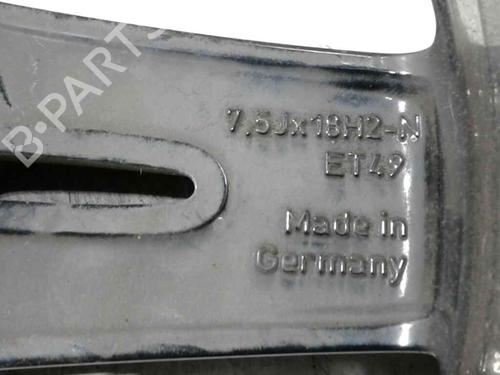 B-PARTS
7,5Jx18H2-N
ET49
Made in
Germany